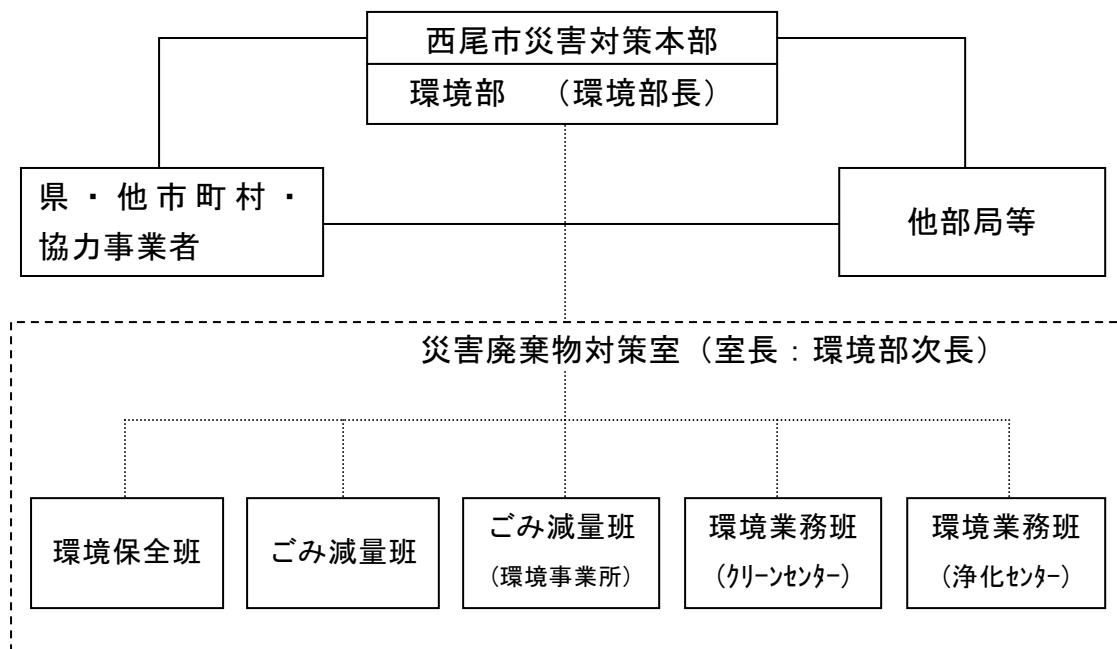 西尾市災害対策本部
環境部　（環境部長）
県・他市町村・
協力事業者
他部局等
災害廃棄物対策室（室長：環境部次長）
環境保全班
ごみ減量班
ごみ減量班
（環境事業所）
環境業務班
（ｸﾘｰﾝｾﾝﾀｰ）
環境業務班
（浄化ｾﾝﾀｰ）